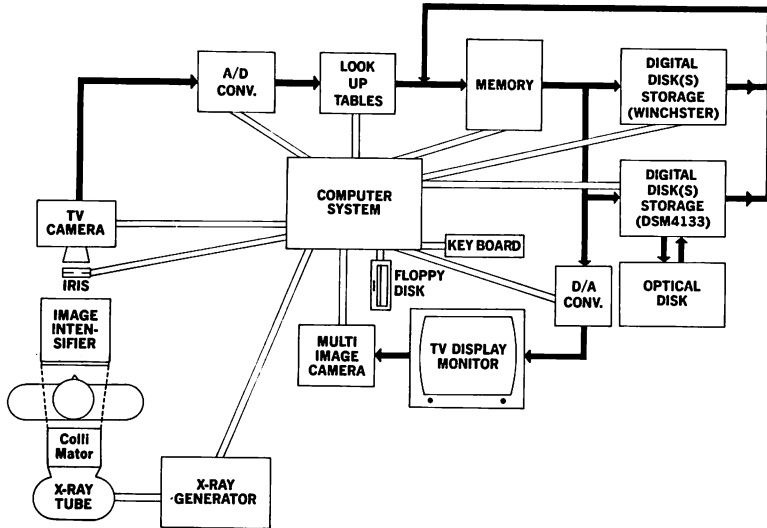 A/D
CONV.
LOOK
UP
TABLES
MEMORY
DIGITAL
DISK(S)
STORAGE
(WINCHSTER)
COMPUTER
SYSTEM
DIGITAL
DISK(S)
STORAGE
(DSM4133)
TV
CAMERA
IRIS
KEY BOARD
FLOPPY
DISK
D/A
CONV.
OPTICAL
DISK
IMAGE
INTEN-
SIFIER
MULTI
IMAGE
CAMERA
TV DISPLAY
MONITOR
Colli
Mator
X-RAY
TUBE
X-RAY
GENERATOR